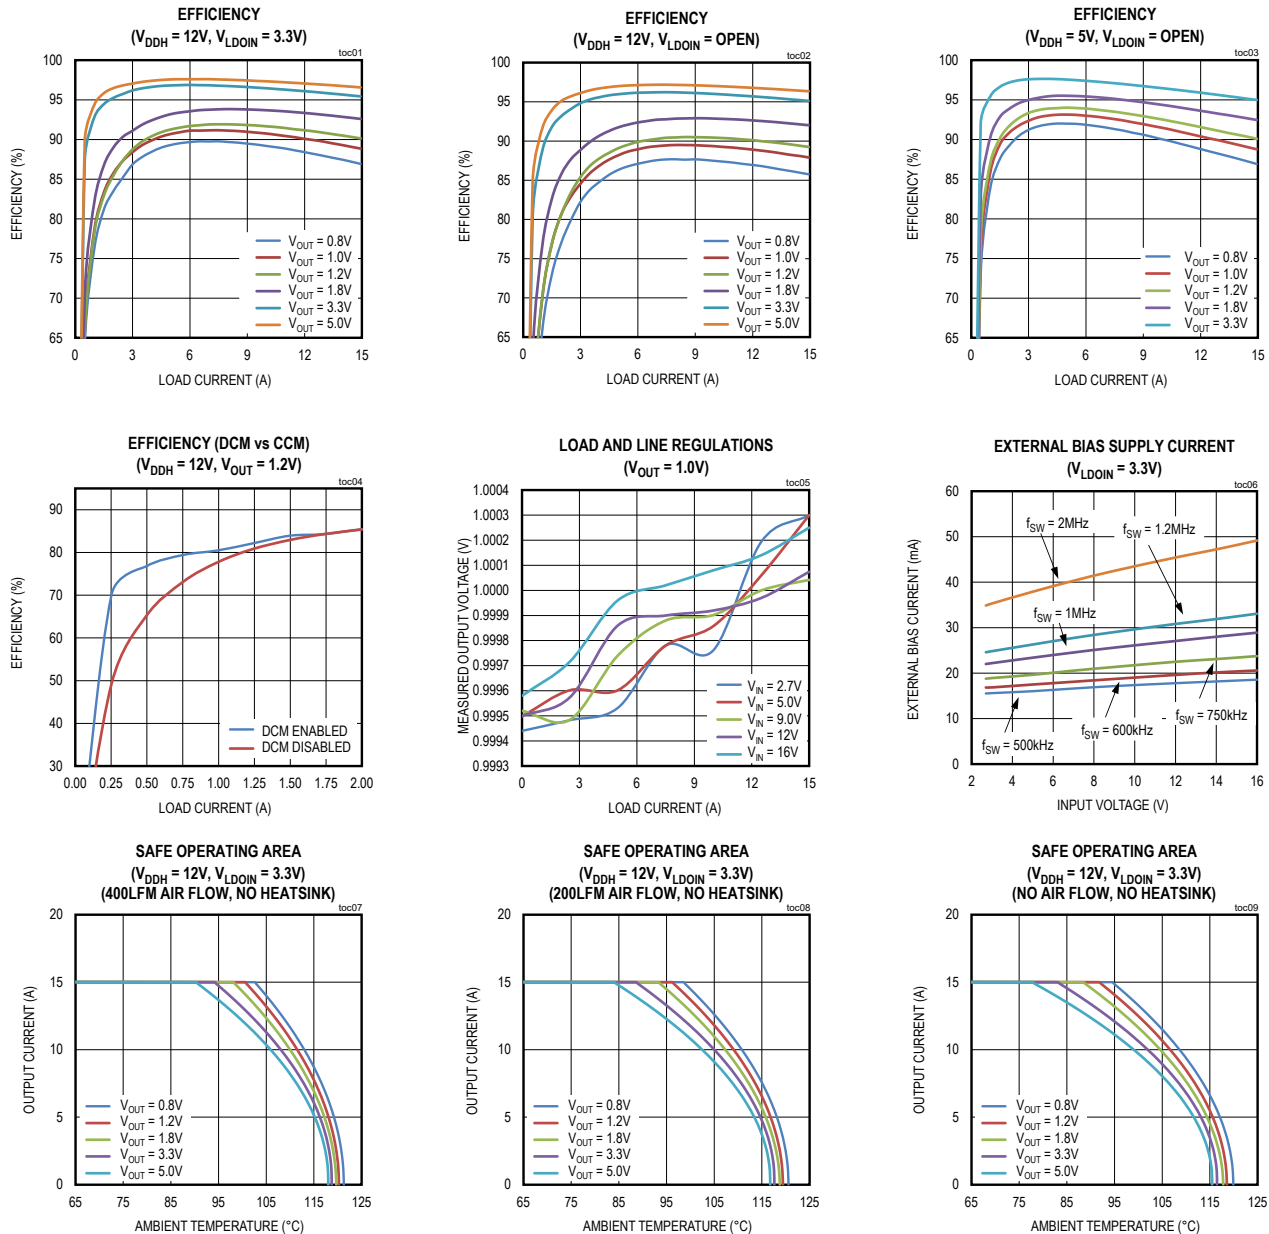 EFFICIENCY
(VDDH = 12V, VLDOIN = 3.3V)
toc01
100
95
90
85
80
75
70
65
EFFICIENCY (%)
VOUT = 0.8V
VOUT = 1.0V
VOUT = 1.2V
VOUT = 1.8V
VOUT = 3.3V
VOUT = 5.0V
0 3 6 9 12 15
LOAD CURRENT (A)
EFFICIENCY
(VDDH = 12V, VLDOIN = OPEN)
toc02
100
95
90
85
80
75
70
65
EFFICIENCY (%)
VOUT = 0.8V
VOUT = 1.0V
VOUT = 1.2V
VOUT = 1.8V
VOUT = 3.3V
VOUT = 5.0V
0 3 6 9 12 15
LOAD CURRENT (A)
EFFICIENCY
(VDDH = 5V, VLDOIN = OPEN)
toc03
100
95
90
85
80
75
70
65
EFFICIENCY (%)
VOUT = 0.8V
VOUT = 1.0V
VOUT = 1.2V
VOUT = 1.8V
VOUT = 3.3V
0 3 6 9 12 15
LOAD CURRENT (A)
EFFICIENCY (DCM vs CCM)
(VDDH = 12V, VOUT = 1.2V)
toc04
90
80
70
60
50
40
30
EFFICIENCY (%)
DCM ENABLED
DCM DISABLED
0.00 0.25 0.50 0.75 1.00 1.25 1.50 1.75 2.00
LOAD CURRENT (A)
LOAD AND LINE REGULATIONS
(VOUT = 1.0V)
toc05
1.0004
1.0003
1.0002
1.0001
1.0000
0.9999
0.9998
0.9997
0.9996
0.9995
0.9994
0.9993
MEASURED OUTPUT VOLTAGE (V)
VIN = 2.7V
VIN = 5.0V
VIN = 9.0V
VIN = 12V
VIN = 16V
0 3 6 9 12 15
LOAD CURRENT (A)
EXTERNAL BIAS SUPPLY CURRENT
(VLDOIN = 3.3V)
toc06
60
50
40
30
20
10
0
EXTERNAL BIAS CURRENT (mA)
fSW = 2MHz
fSW = 1.2MHz
fSW = 1MHz
fSW = 750kHz
fSW = 600kHz
fSW = 500kHz
2 4 6 8 10 12 14 16
INPUT VOLTAGE (V)
SAFE OPERATING AREA
(VDDH = 12V, VLDOIN = 3.3V)
(400LFM AIR FLOW, NO HEATSINK)
toc07
20
15
10
5
0
OUTPUT CURRENT (A)
VOUT = 0.8V
VOUT = 1.2V
VOUT = 1.8V
VOUT = 3.3V
VOUT = 5.0V
65 75 85 95 105 115 125
AMBIENT TEMPERATURE (°C)
SAFE OPERATING AREA
(VDDH = 12V, VLDOIN = 3.3V)
(200LFM AIR FLOW, NO HEATSINK)
toc08
20
15
10
5
0
OUTPUT CURRENT (A)
VOUT = 0.8V
VOUT = 1.2V
VOUT = 1.8V
VOUT = 3.3V
VOUT = 5.0V
65 75 85 95 105 115 125
AMBIENT TEMPERATURE (°C)
SAFE OPERATING AREA
(VDDH = 12V, VLDOIN = 3.3V)
(NO AIR FLOW, NO HEATSINK)
toc09
20
15
10
5
0
OUTPUT CURRENT (A)
VOUT = 0.8V
VOUT = 1.2V
VOUT = 1.8V
VOUT = 3.3V
VOUT = 5.0V
65 75 85 95 105 115 125
AMBIENT TEMPERATURE (°C)